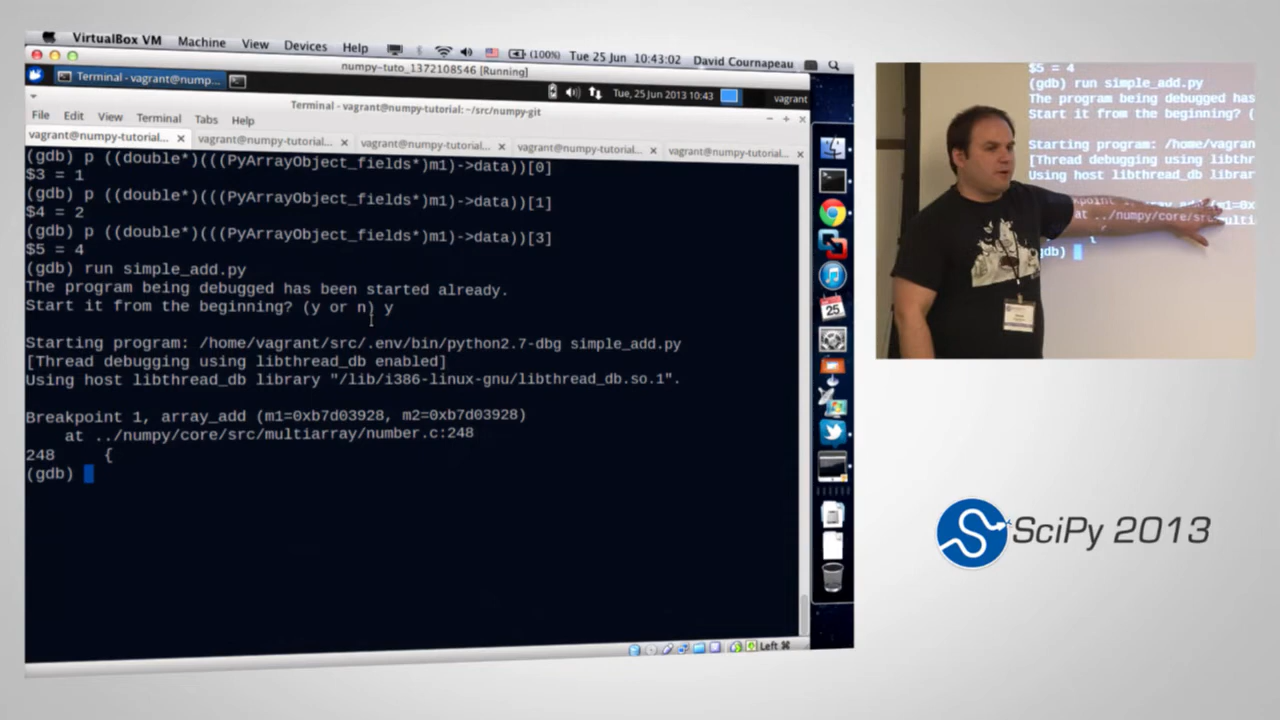 VirtualBox VM Machine View Devices Help (100%) Tue 25 Jun 10:43:02 David Cournapeau
numpy-tuto_1372108546 [Running]
Terminal - vagrant@nump... Tue, 25 Jun 2013 10:43 vagrant
Terminal - vagrant@numpy-tutorial: ~/src/numpy-git
File Edit View Terminal Tabs Help
vagrant@numpy-tutorial... vagrant@numpy-tutorial... vagrant@numpy-tutorial... vagrant@numpy-tutorial... vagrant@numpy-tutorial...
(gdb) p ((double*)(((PyArrayObject_fields*)m1)->data))[0]
$3 = 1
(gdb) p ((double*)(((PyArrayObject_fields*)m1)->data))[1]
$4 = 2
(gdb) p ((double*)(((PyArrayObject_fields*)m1)->data))[3]
$5 = 4
(gdb) run simple_add.py
The program being debugged has been started already.
Start it from the beginning? (y or n) y
Starting program: /home/vagrant/src/.env/bin/python2.7-dbg simple_add.py
[Thread debugging using libthread_db enabled]
Using host libthread_db library "/lib/i386-linux-gnu/libthread_db.so.1".
Breakpoint 1, array_add (m1=0xb7d03928, m2=0xb7d03928)
at ../numpy/core/src/multiarray/number.c:248
248 {
(gdb)
Left ⌘
25
$5 = 4
(gdb) run simple_add.py
The program being debugged has
Start it from the beginning? (
Starting program: /home/vagran
[Thread debugging using libthr
Using host libthread_db librar
at ../numpy/core/src
{
gdb)
SciPy 2013